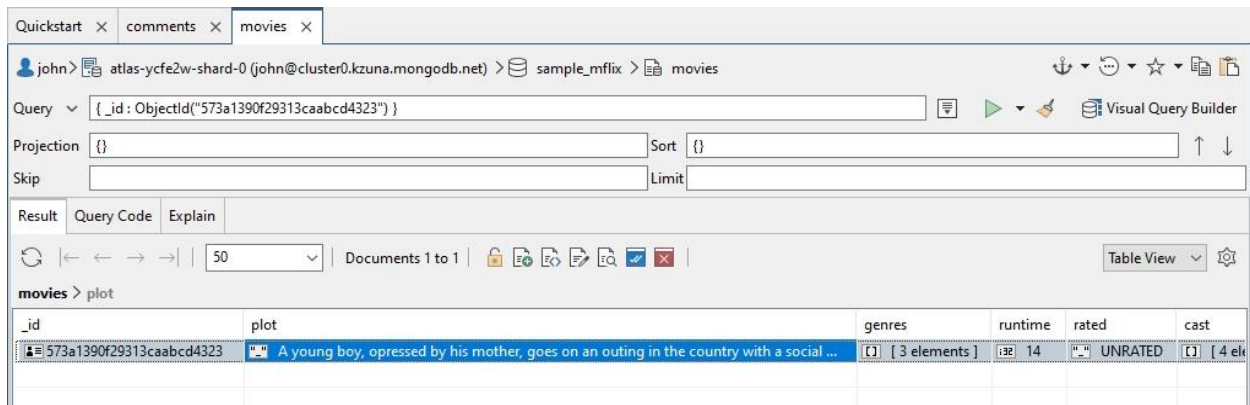 Quickstart comments movies
john atlas-ycfe2w-shard-0 (john@cluster0.kzuna.mongodb.net) sample_mflix movies
Query { _id : ObjectId("573a1390f29313caabcd4323") } Visual Query Builder
Projection {} Sort {}
Skip Limit
Result Query Code Explain
50 Documents 1 to 1 Table View
movies > plot
_id plot genres runtime rated cast
573a1390f29313caabcd4323 "_" A young boy, opressed by his mother, goes on an outing in the country with a social ... [ 3 elements ] i32 14 "_" UNRATED [ 4 ele